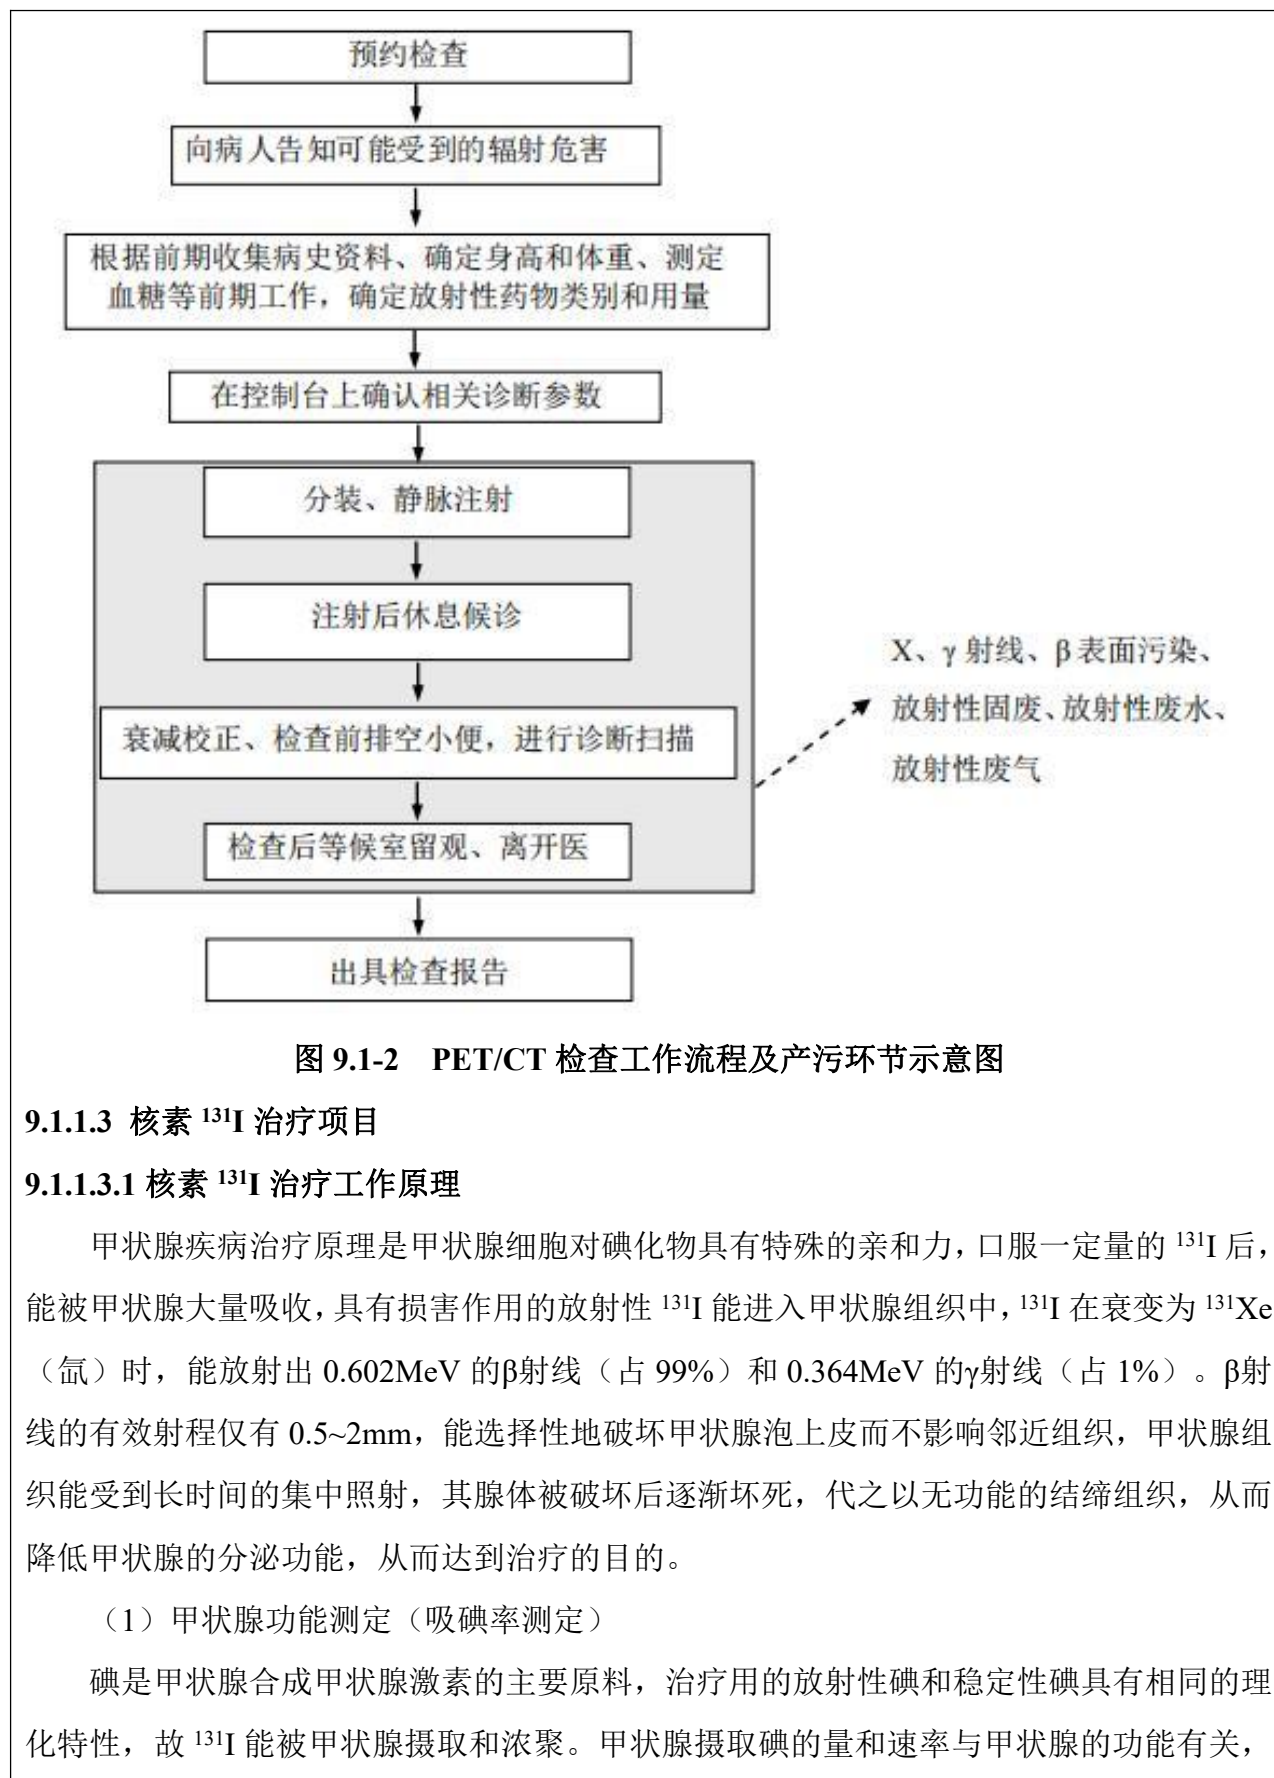 预约检查
向病人告知可能受到的辐射危害
根据前期收集病史资料、确定身高和体重、测定
血糖等前期工作，确定放射性药物类别和用量
在控制台上确认相关诊断参数
分装、静脉注射
注射后休息候诊
衰减校正、检查前排空小便，进行诊断扫描
检查后等候室留观、离开医
出具检查报告
X、γ 射线、β 表面污染、
放射性固废、放射性废水、
放射性废气
图 9.1-2 PET/CT 检查工作流程及产污环节示意图
9.1.1.3 核素 ¹³¹I 治疗项目
9.1.1.3.1 核素 ¹³¹I 治疗工作原理
甲状腺疾病治疗原理是甲状腺细胞对碘化物具有特殊的亲和力，口服一定量的 ¹³¹I 后，
能被甲状腺大量吸收，具有损害作用的放射性 ¹³¹I 能进入甲状腺组织中，¹³¹I 在衰变为 ¹³¹Xe
（氙）时，能放射出 0.602MeV 的β射线（占 99%）和 0.364MeV 的γ射线（占 1%）。β射
线的有效射程仅有 0.5~2mm，能选择性地破坏甲状腺泡上皮而不影响邻近组织，甲状腺组
织能受到长时间的集中照射，其腺体被破坏后逐渐坏死，代之以无功能的结缔组织，从而
降低甲状腺的分泌功能，从而达到治疗的目的。
（1）甲状腺功能测定（吸碘率测定）
碘是甲状腺合成甲状腺激素的主要原料，治疗用的放射性碘和稳定性碘具有相同的理
化特性，故 ¹³¹I 能被甲状腺摄取和浓聚。甲状腺摄取碘的量和速率与甲状腺的功能有关，